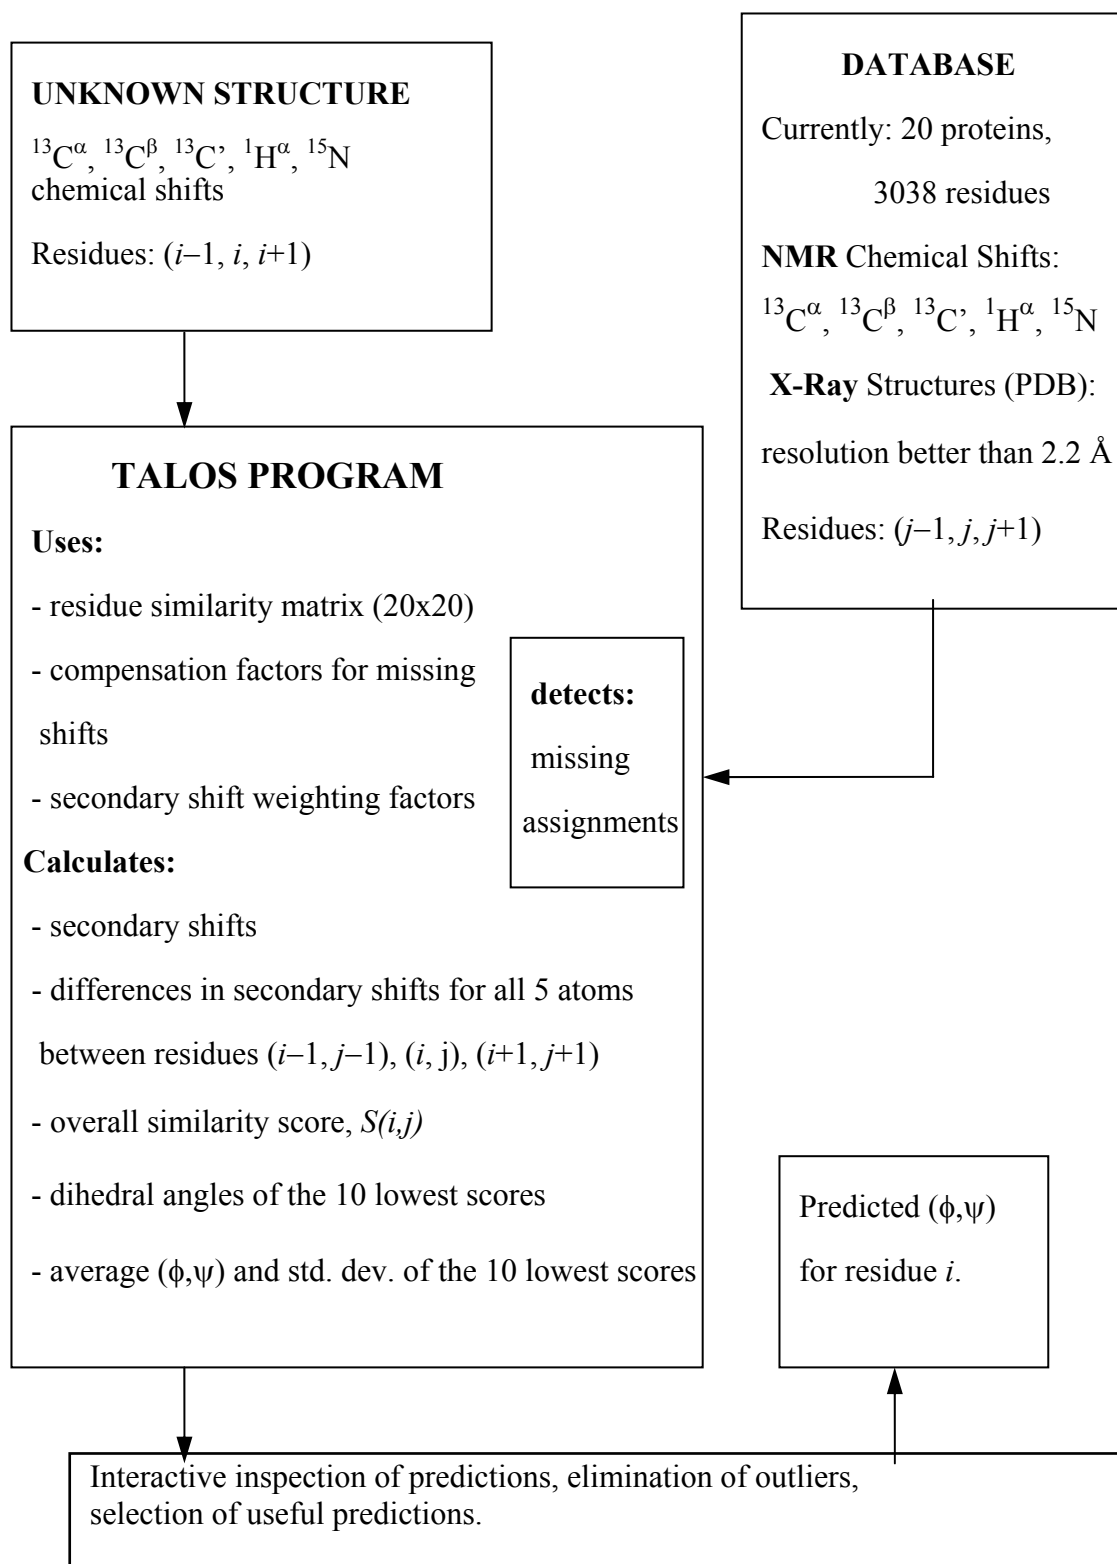 UNKNOWN STRUCTURE
¹³Cᵅ, ¹³Cᵝ, ¹³C’, ¹Hᵅ, ¹⁵N
chemical shifts
Residues: (i–1, i, i+1)
DATABASE
Currently: 20 proteins,
3038 residues
NMR Chemical Shifts:
¹³Cᵅ, ¹³Cᵝ, ¹³C’, ¹Hᵅ, ¹⁵N
X-Ray Structures (PDB):
resolution better than 2.2 Å
Residues: (j–1, j, j+1)
TALOS PROGRAM
Uses:
- residue similarity matrix (20x20)
- compensation factors for missing
shifts
- secondary shift weighting factors
detects:
missing
assignments
Calculates:
- secondary shifts
- differences in secondary shifts for all 5 atoms
between residues (i–1, j–1), (i, j), (i+1, j+1)
- overall similarity score, S(i,j)
- dihedral angles of the 10 lowest scores
- average (ϕ,ψ) and std. dev. of the 10 lowest scores
Predicted (ϕ,ψ)
for residue i.
Interactive inspection of predictions, elimination of outliers,
selection of useful predictions.